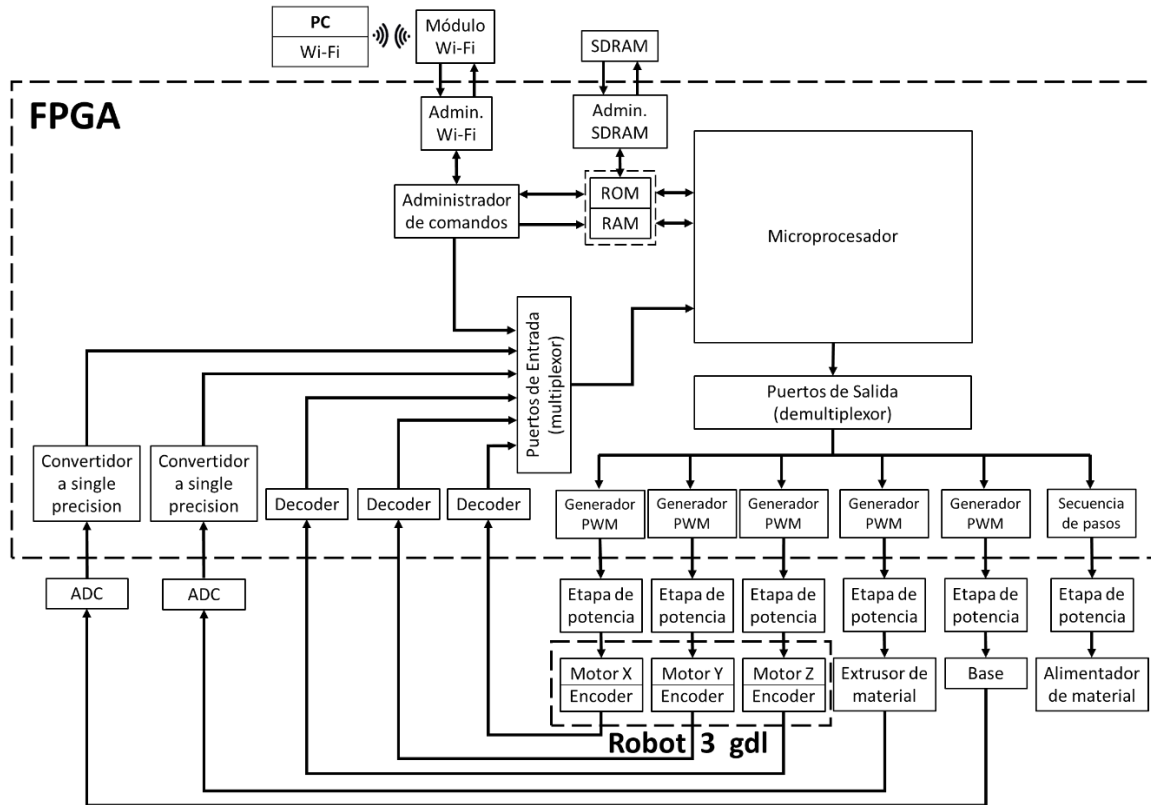 PC
Wi-Fi
Módulo
Wi-Fi
SDRAM
FPGA
Admin.
Wi-Fi
Admin.
SDRAM
Administrador
de comandos
ROM
RAM
Microprocesador
Puertos de Entrada
(multiplexor)
Puertos de Salida
(demultiplexor)
Convertidor
a single
precision
Convertidor
a single
precision
Decoder
Decoder
Decoder
Generador
PWM
Generador
PWM
Generador
PWM
Generador
PWM
Generador
PWM
Secuencia
de pasos
ADC
ADC
Etapa de
potencia
Etapa de
potencia
Etapa de
potencia
Etapa de
potencia
Etapa de
potencia
Etapa de
potencia
Motor X
Encoder
Motor Y
Encoder
Motor Z
Encoder
Extrusor de
material
Base
Alimentador
de material
Robot 3 gdl